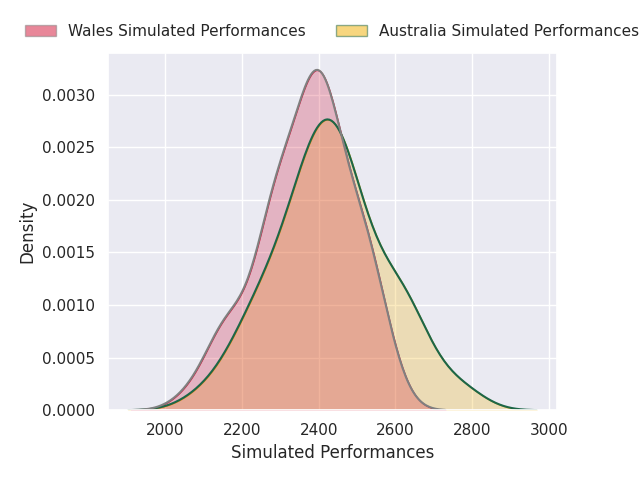 Wales Simulated Performances Australia Simulated Performances
0.0030
0.0025
0.0020
0.0015
0.0010
0.0005
0.0000
Density
2000 2200 2400 2600 2800 3000
Simulated Performances